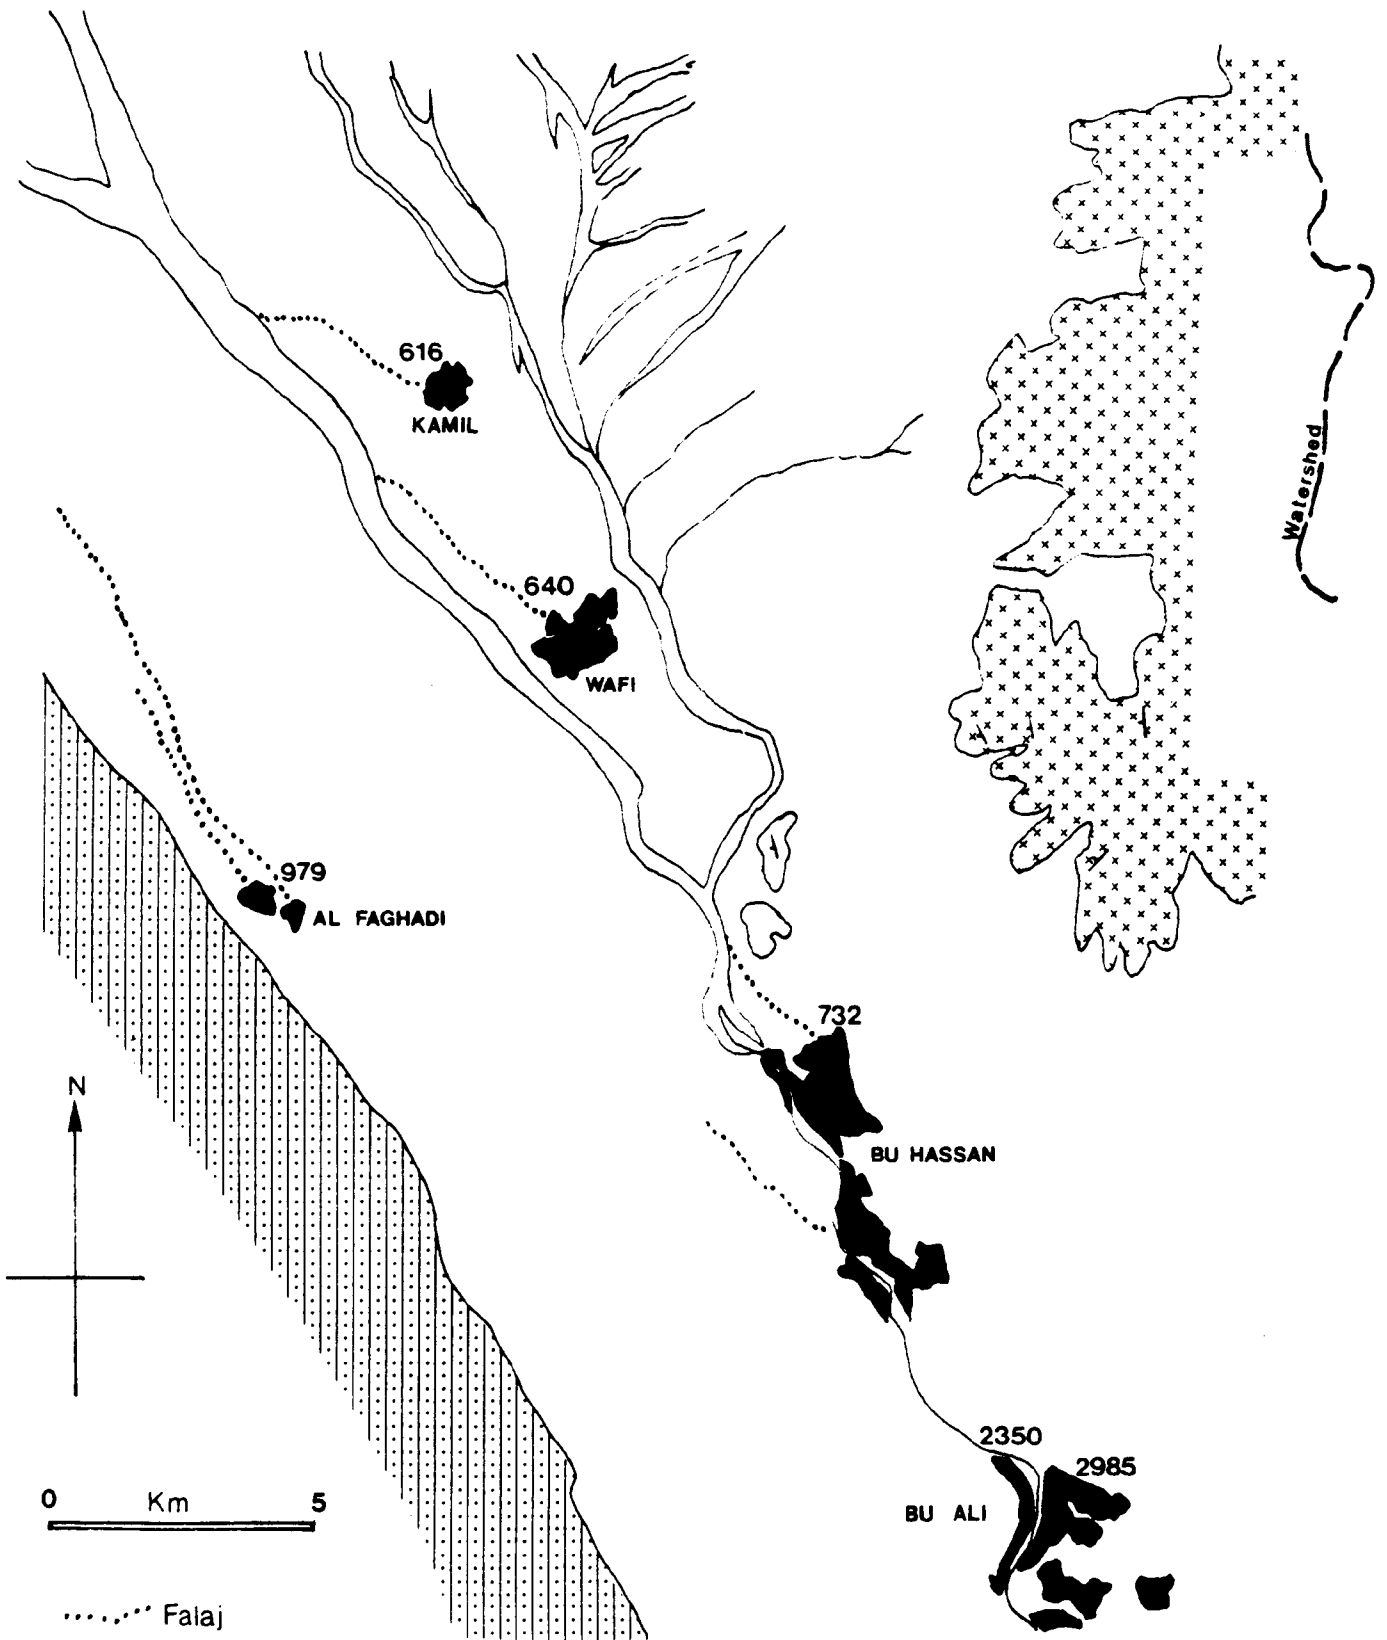 616
KAMIL
Watershed
640
WAFI
979
AL FAGHADI
732
N
BU HASSAN
2350
2985
BU ALI
0 Km 5
Falaj